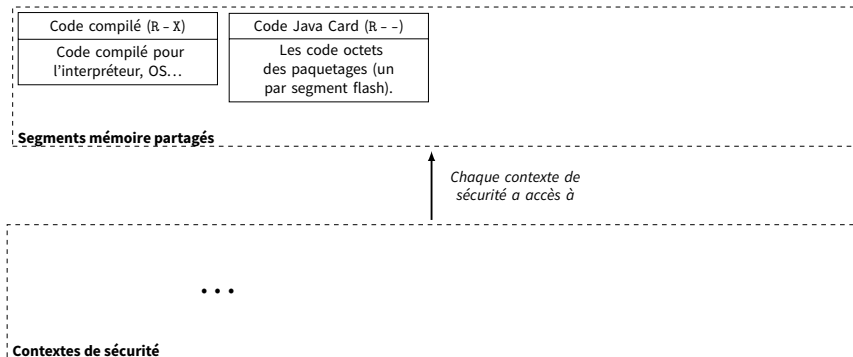 Code compilé (R - X)
Code compilé pour
l'interpréteur, OS...
Code Java Card (R - -)
Les code octets
des paquetages (un
par segment flash).
Segments mémoire partagés
Chaque contexte de
sécurité a accès à
...
Contextes de sécurité